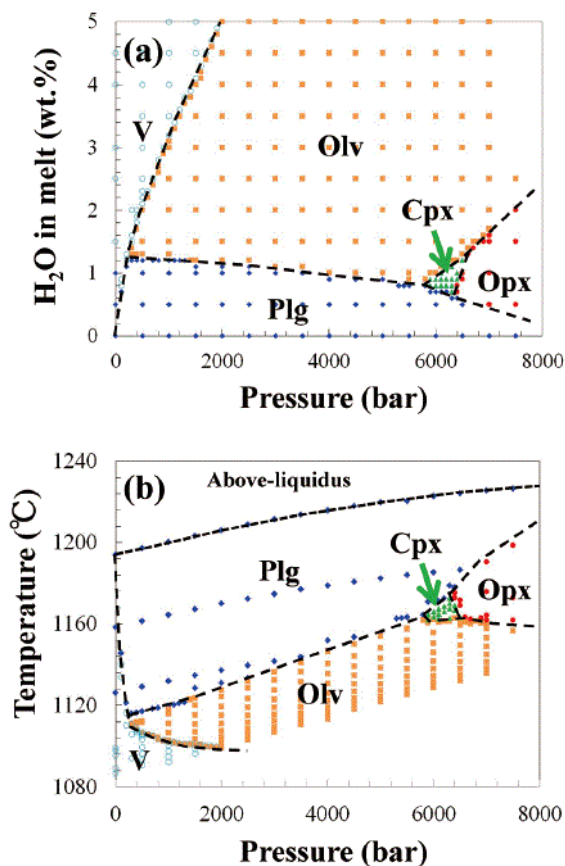 (a)
H₂O in melt (wt.%)
5
4
3
2
1
0
V
Olv
Cpx
Plg
Opx
0 2000 4000 6000 8000
Pressure (bar)
(b)
Above-liquidus
Temperature (℃)
1240
1200
1160
1120
1080
Plg
Cpx
Opx
Olv
V
0 2000 4000 6000 8000
Pressure (bar)